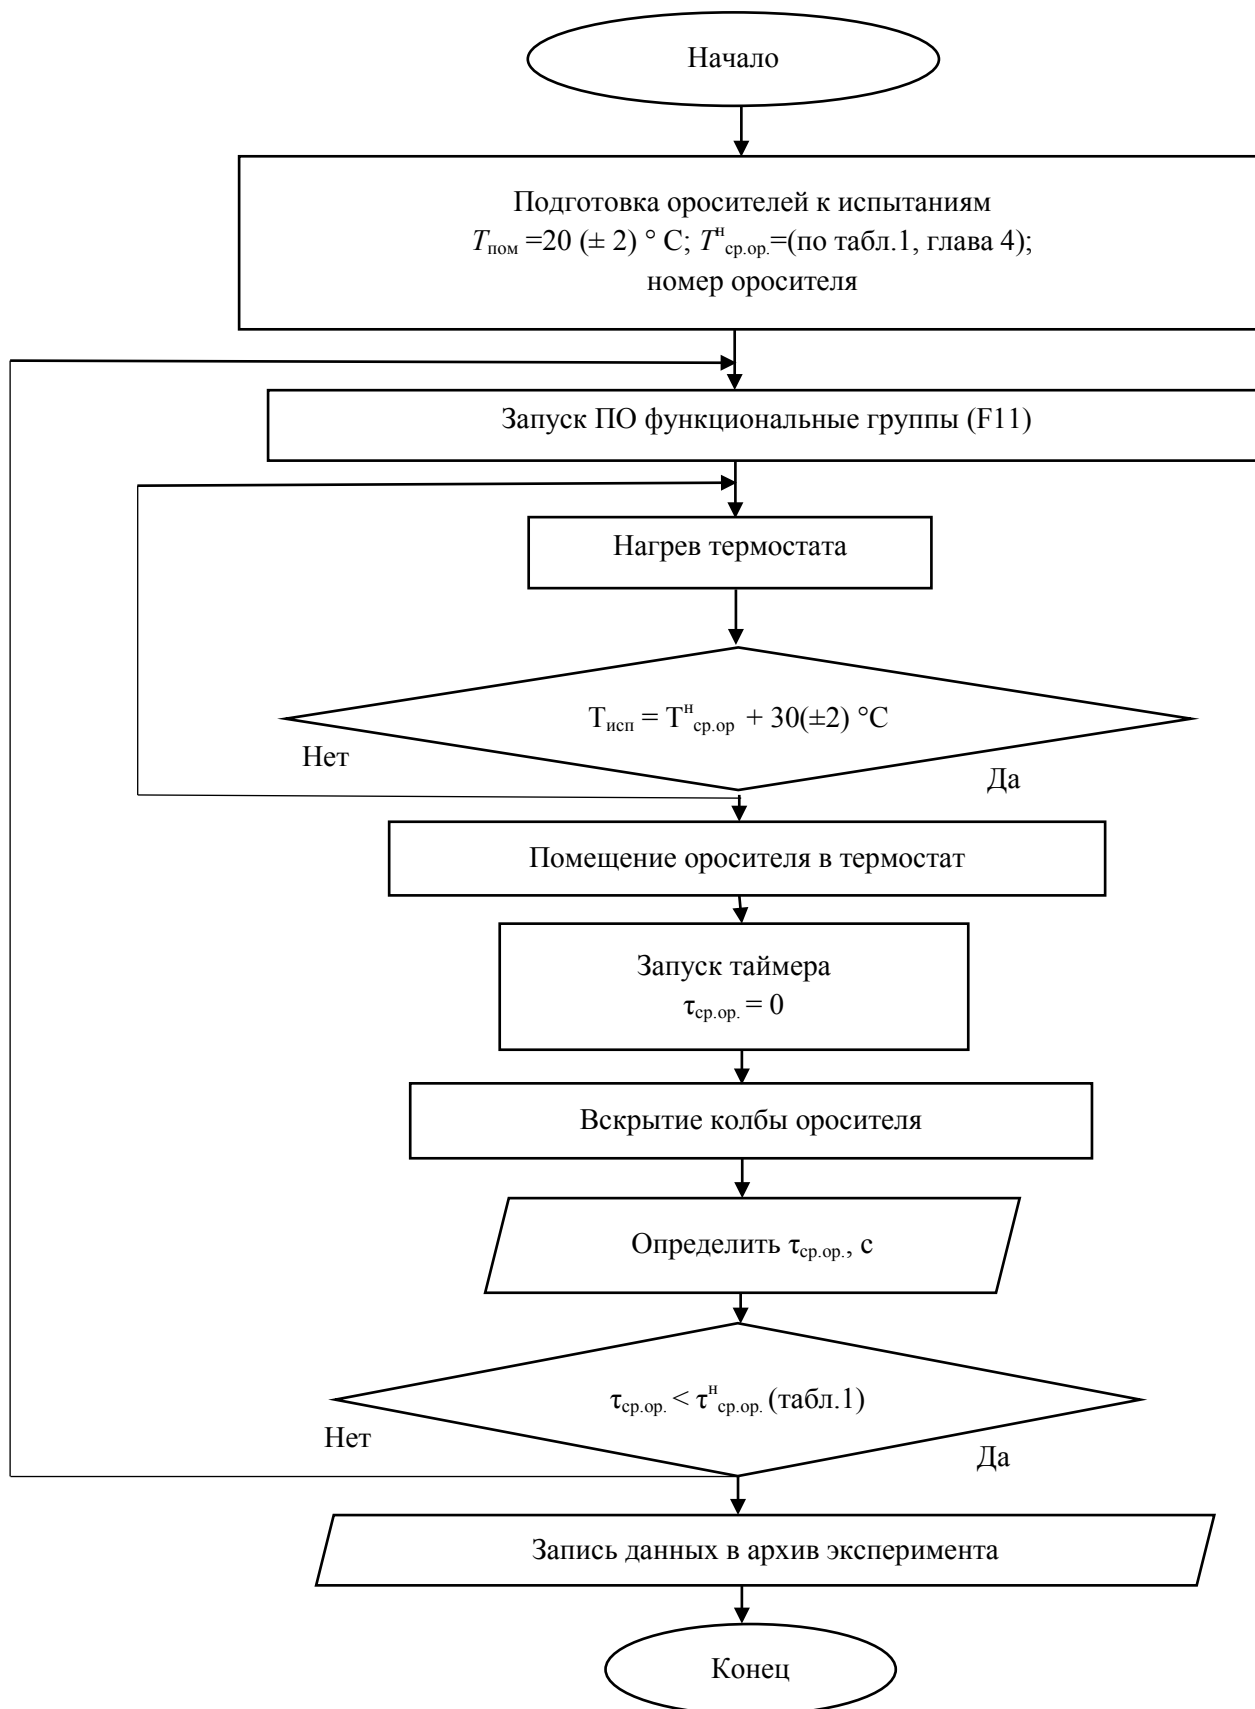 Начало
Подготовка оросителей к испытаниям
Tпом =20 (± 2) ° C; Tнср.ор.=(по табл.1, глава 4);
номер оросителя
Запуск ПО функциональные группы (F11)
Нагрев термостата
Tисп = Tнср.ор + 30(±2) °C
Нет
Да
Помещение оросителя в термостат
Запуск таймера
τср.ор. = 0
Вскрытие колбы оросителя
Определить τср.ор., с
τср.ор. < τнср.ор. (табл.1)
Нет
Да
Запись данных в архив эксперимента
Конец